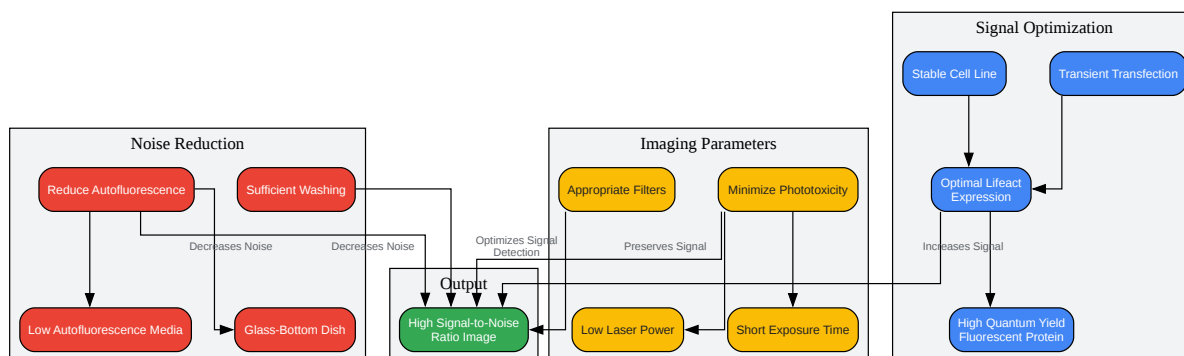 Signal Optimization
Stable Cell Line
Transient Transfection
Noise Reduction
Imaging Parameters
Reduce Autofluorescence
Sufficient Washing
Appropriate Filters
Minimize Phototoxicity
Optimal Lifeact
Expression
Decreases Noise
Decreases Noise
Optimizes Signal
Detection
Preserves Signal
Increases Signal
Output
Low Autofluorescence Media
Glass-Bottom Dish
High Signal-to-Noise
Ratio Image
Low Laser Power
Short Exposure Time
High Quantum Yield
Fluorescent Protein